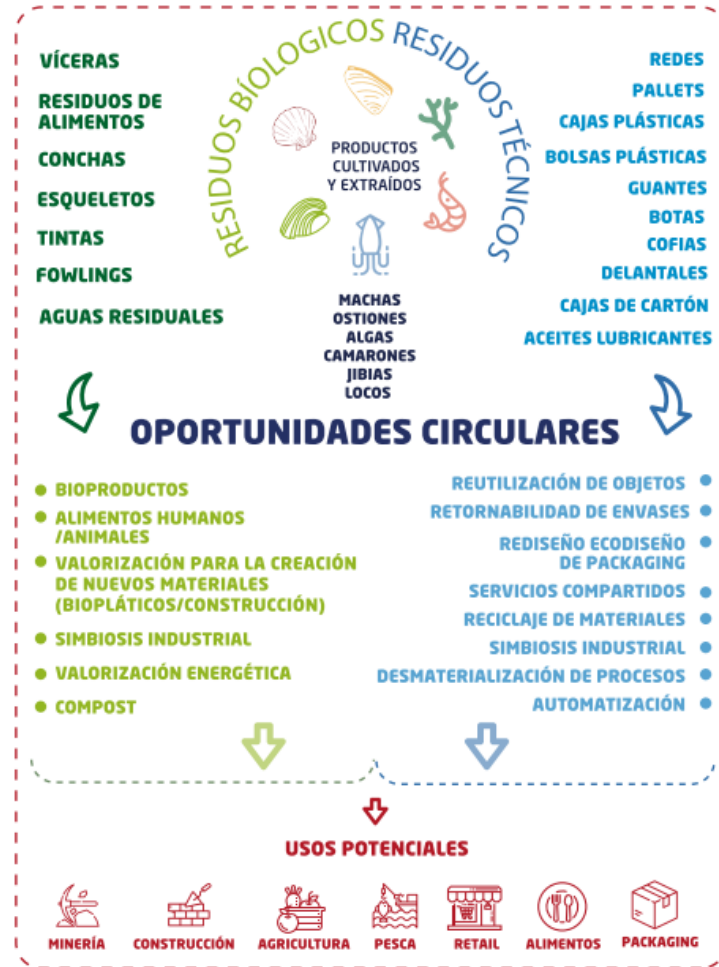 RESIDUOS BÍOLOGICOS
RESIDUOS TÉCNICOS
VÍCERAS
RESIDUOS DE
ALIMENTOS
CONCHAS
ESQUELETOS
TINTAS
FOWLINGS
AGUAS RESIDUALES
PRODUCTOS
CULTIVADOS
Y EXTRAÍDOS
MACHAS
OSTIONES
ALGAS
CAMARONES
JIBIAS
LOCOS
REDES
PALLETS
CAJAS PLÁSTICAS
BOLSAS PLÁSTICAS
GUANTES
BOTAS
COFIAS
DELANTALES
CAJAS DE CARTÓN
ACEITES LUBRICANTES
OPORTUNIDADES CIRCULARES
BIOPRODUCTOS
ALIMENTOS HUMANOS
/ANIMALES
VALORIZACIÓN PARA LA CREACIÓN
DE NUEVOS MATERIALES
(BIOPLÁTICOS/CONSTRUCCIÓN)
SIMBIOSIS INDUSTRIAL
VALORIZACIÓN ENERGÉTICA
COMPOST
REUTILIZACIÓN DE OBJETOS
RETORNABILIDAD DE ENVASES
REDISEÑO ECODISEÑO
DE PACKAGING
SERVICIOS COMPARTIDOS
RECICLAJE DE MATERIALES
SIMBIOSIS INDUSTRIAL
DESMATERIALIZACIÓN DE PROCESOS
AUTOMATIZACIÓN
USOS POTENCIALES
MINERÍA
CONSTRUCCIÓN
AGRICULTURA
PESCA
RETAIL
ALIMENTOS
PACKAGING